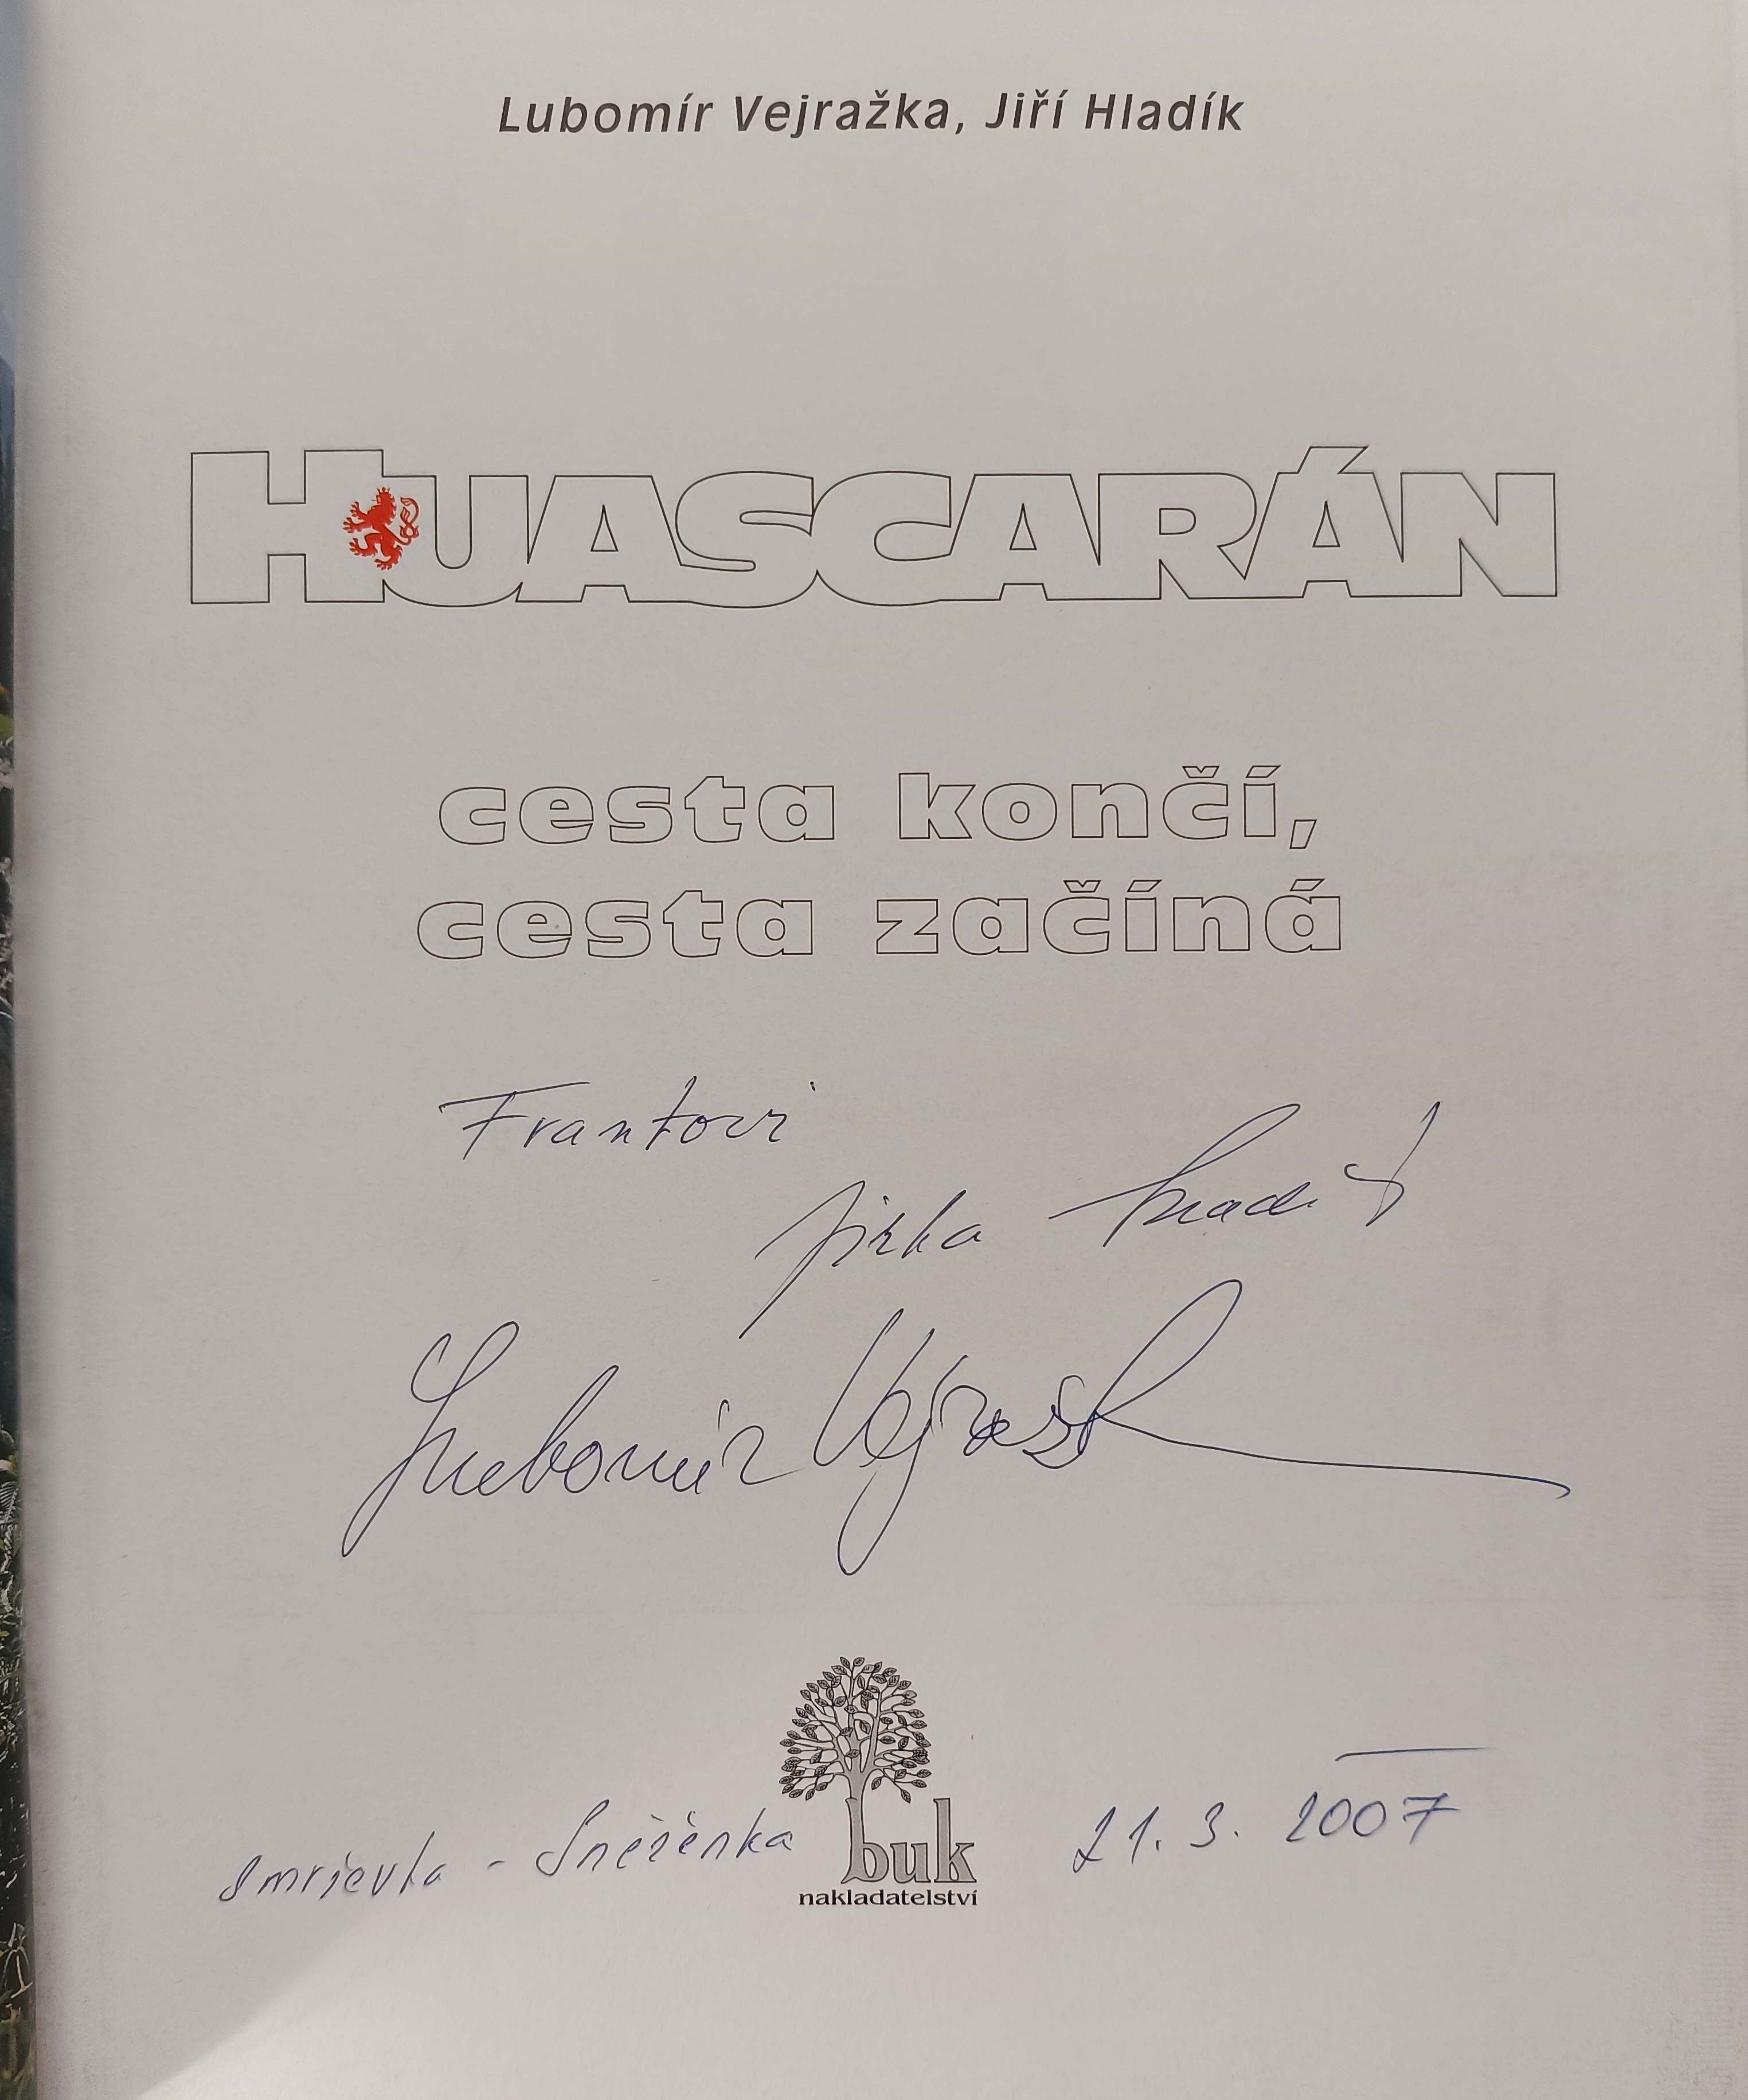 Lubomír Vejražka, Jiří Hladík
HUASCARÁN
cesta končí,
cesta začíná
Frantovi
Jirka Hladík
Lubomír Vejražka
buk
nakladatelství
Smrjevka - Sněženka 21. 3. 2007